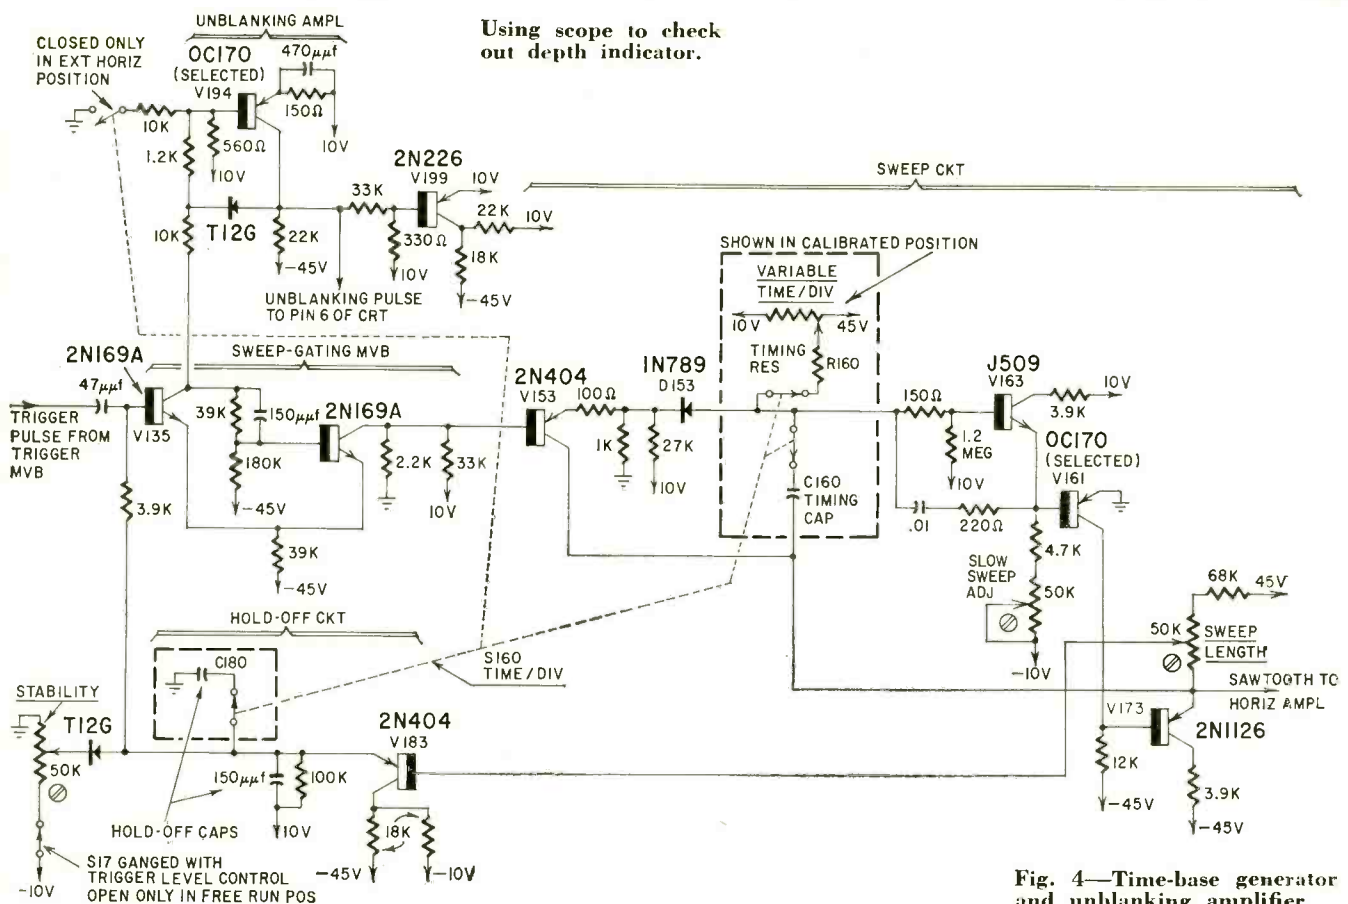 Using scope to check
out depth indicator.
UNBLANKING AMPL
CLOSED ONLY
IN EXT HORIZ
POSITION
OC170
(SELECTED)
V194
470μμf
150Ω
10V
10K
1.2K
560Ω
10V
2N226
V199
10V
33K
22K
10V
T12G
10K
22K
-45V
330Ω
10V
18K
-45V
UNBLANKING PULSE
TO PIN 6 OF CRT
SWEEP CKT
SHOWN IN CALIBRATED POSITION
VARIABLE
TIME/DIV
10V
45V
TIMING
RES
R160
2N169A
SWEEP-GATING MVB
47μμf
TRIGGER
PULSE FROM
TRIGGER
MVB
V135
39K
150μμf
2N169A
180K
-45V
2.2K
33K
10V
3.9K
39K
-45V
2N404
V153
100Ω
1N789
D153
1K
27K
10V
C160
TIMING
CAP
150Ω
J509
V163
10V
3.9K
1.2
MEG
10V
OC170
(SELECTED)
V161
.01
220Ω
4.7K
SLOW
SWEEP
ADJ
50K
-10V
68K
45V
50K
SWEEP
LENGTH
SAWTOOTH TO
HORIZ AMPL
V173
2N1126
12K
-45V
3.9K
-45V
HOLD-OFF CKT
C180
S160
TIME/DIV
STABILITY
T12G
50K
2N404
V183
150μμf
100K
10V
HOLD-OFF CAPS
18K
-45V
-10V
S17 GANGED WITH
TRIGGER LEVEL CONTROL
OPEN ONLY IN FREE RUN POS
-10V
Fig. 4—Time-base generator
and unblanking amplifier